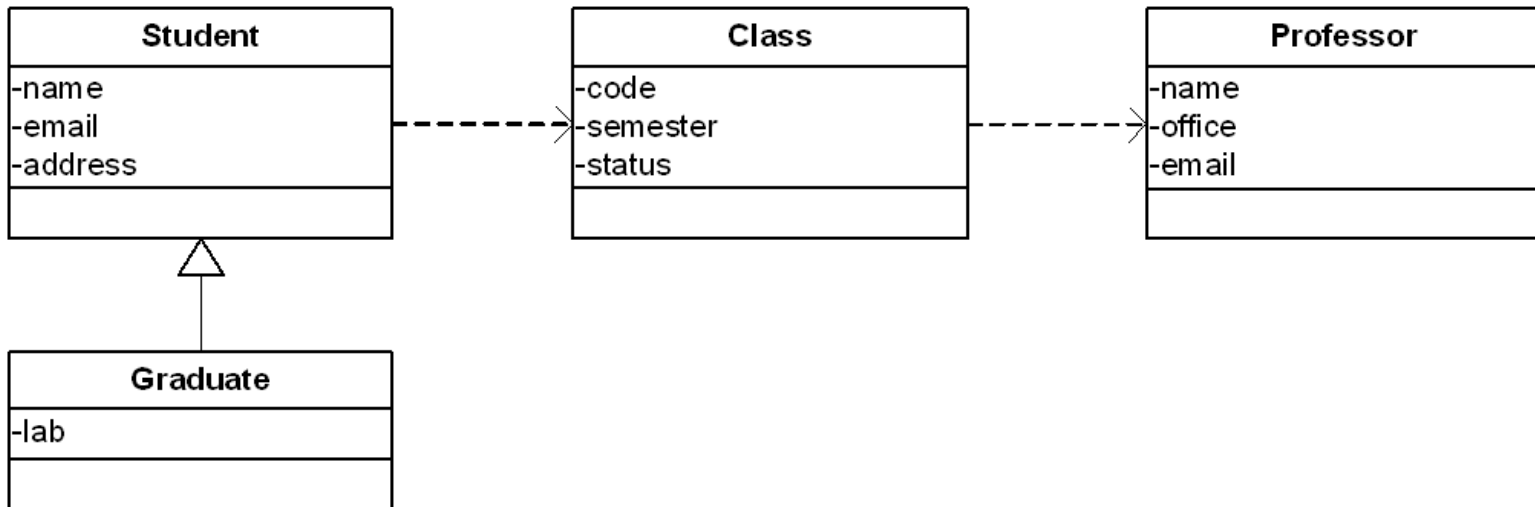 Student
-name
-email
-address
Class
-code
-semester
-status
Professor
-name
-office
-email
Graduate
-lab